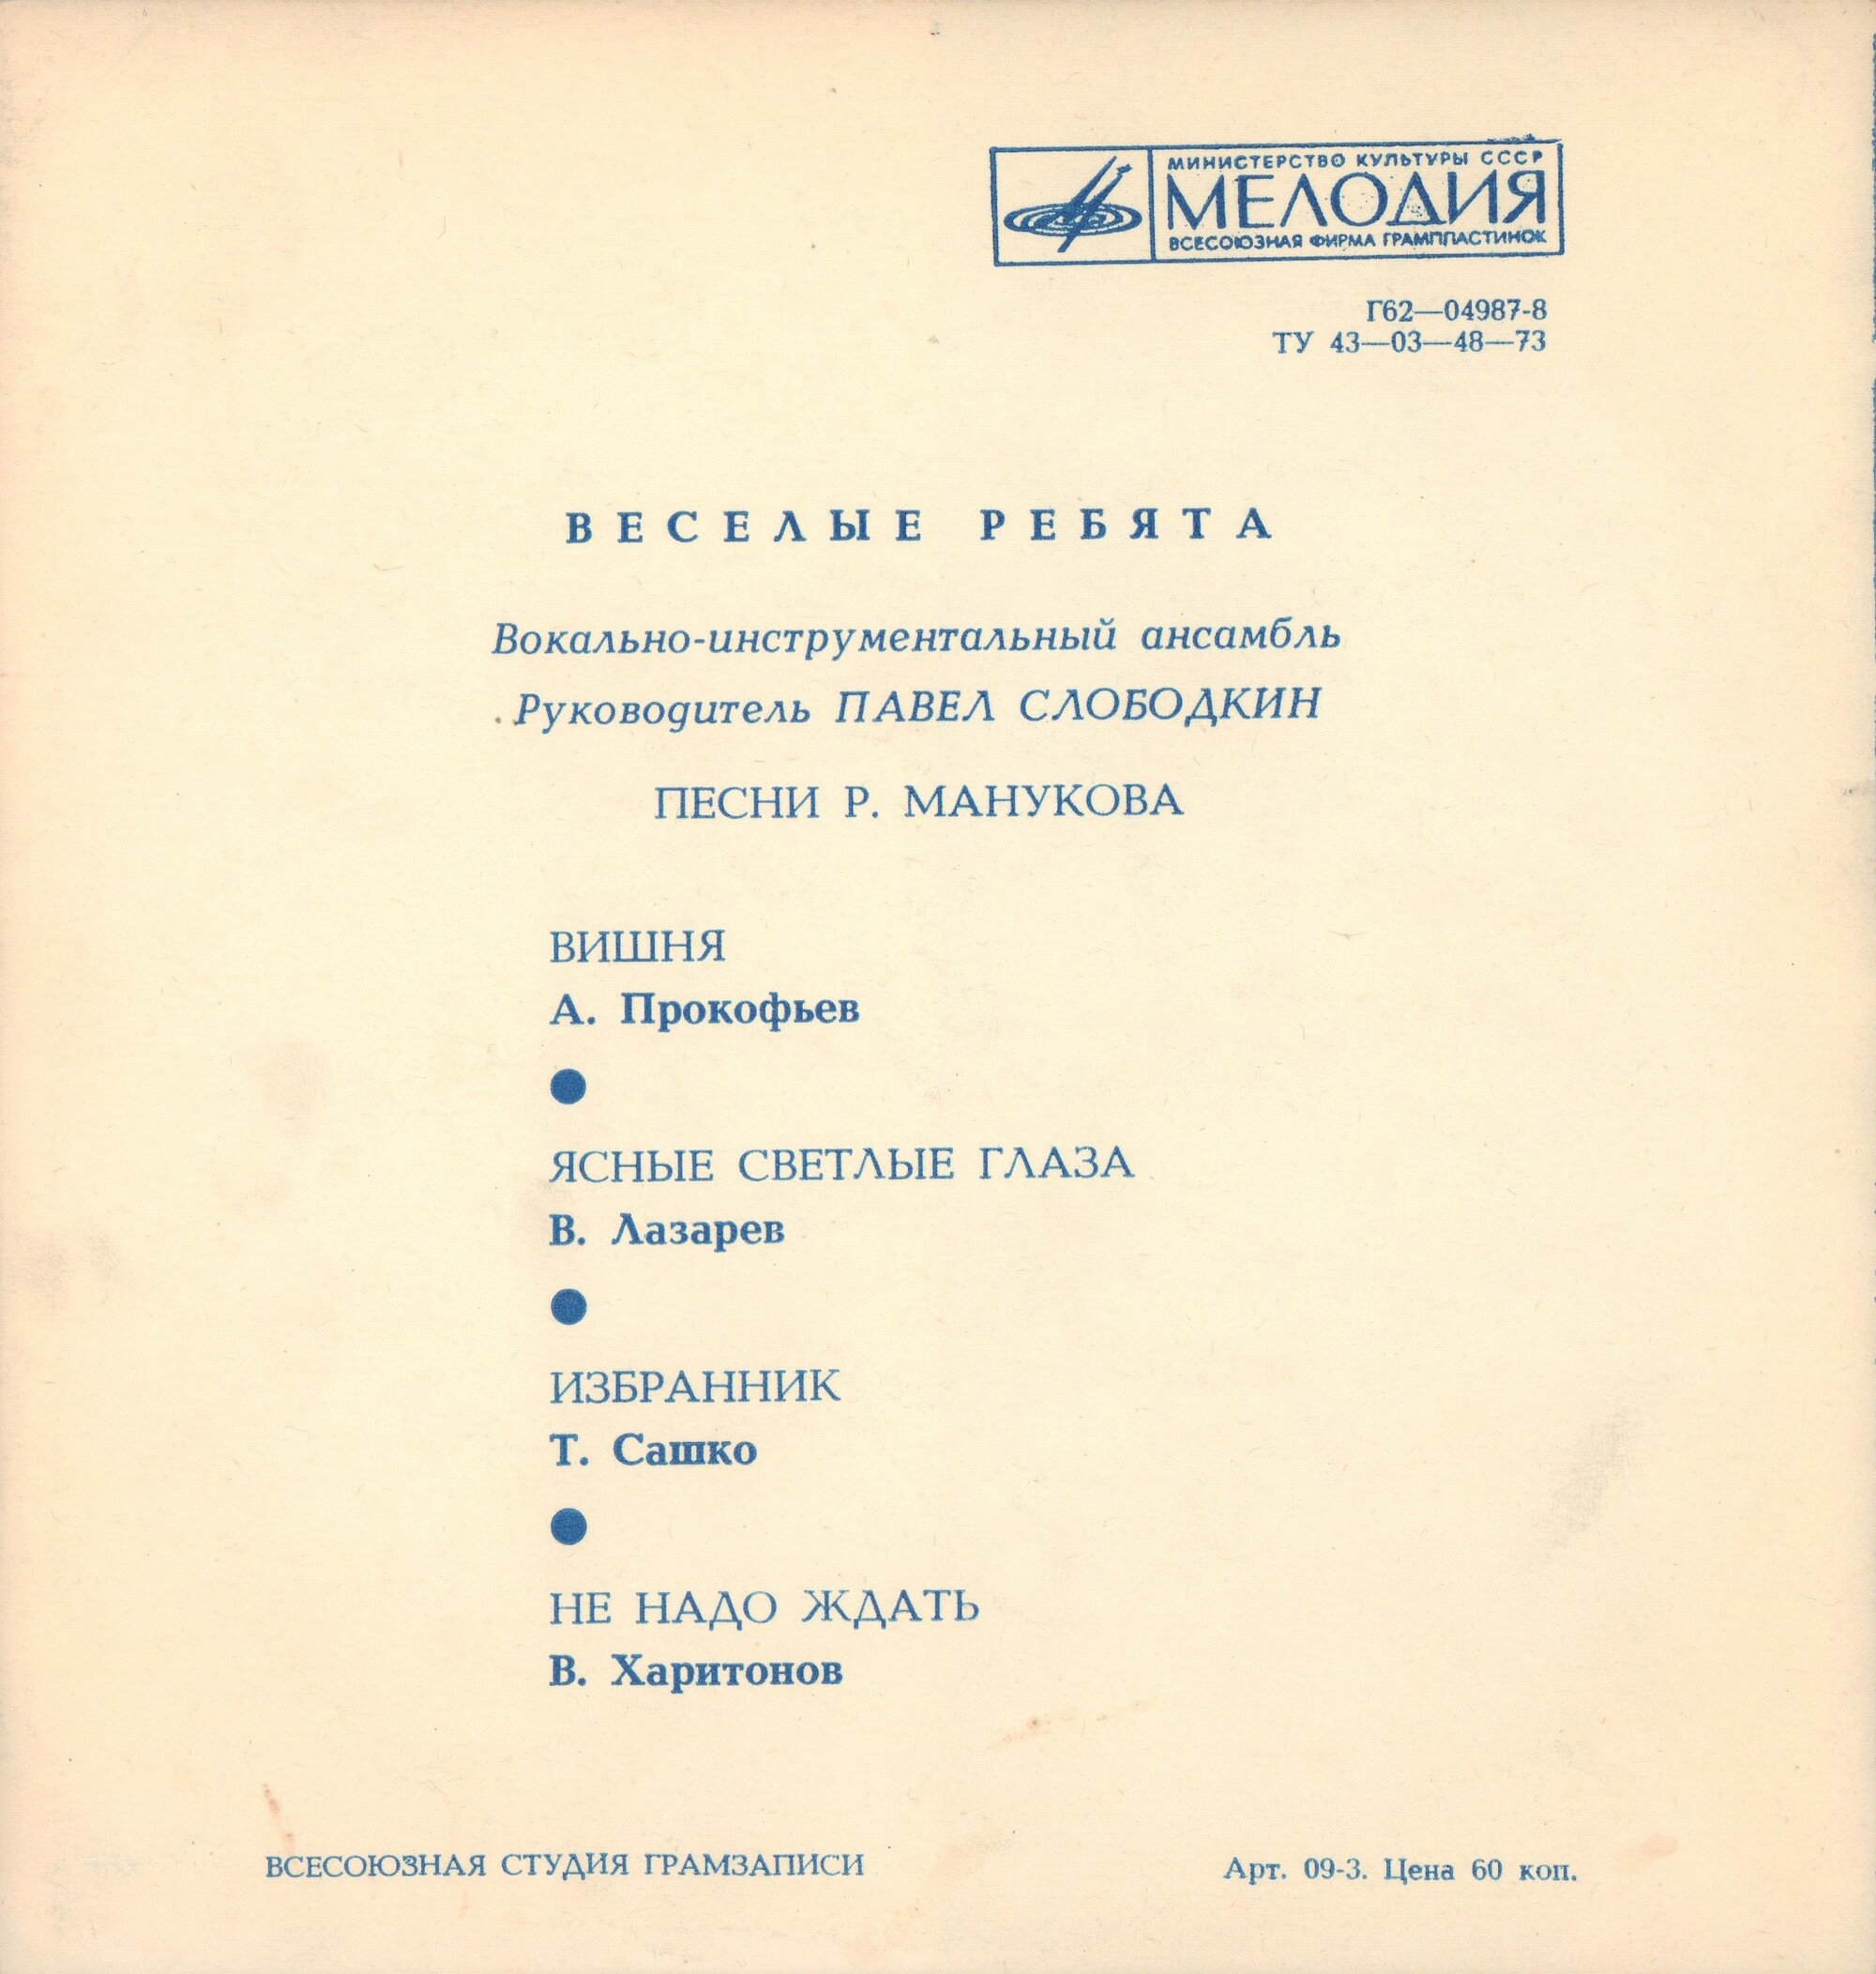 МИНИСТЕРСТВО КУЛЬТУРЫ СССР
МЕЛОДИЯ
ВСЕСОЮЗНАЯ ФИРМА ГРАМПЛАСТИНОК
Г62—04987-8
ТУ 43—03—48—73
ВЕСЕЛЫЕ РЕБЯТА
Вокально-инструментальный ансамбль
Руководитель ПАВЕЛ СЛОБОДКИН
ПЕСНИ Р. МАНУКОВА
ВИШНЯ
А. Прокофьев
ЯСНЫЕ СВЕТЛЫЕ ГЛАЗА
В. Лазарев
ИЗБРАННИК
Т. Сашко
НЕ НАДО ЖДАТЬ
В. Харитонов
ВСЕСОЮЗНАЯ СТУДИЯ ГРАМЗАПИСИ
Арт. 09-3. Цена 60 коп.